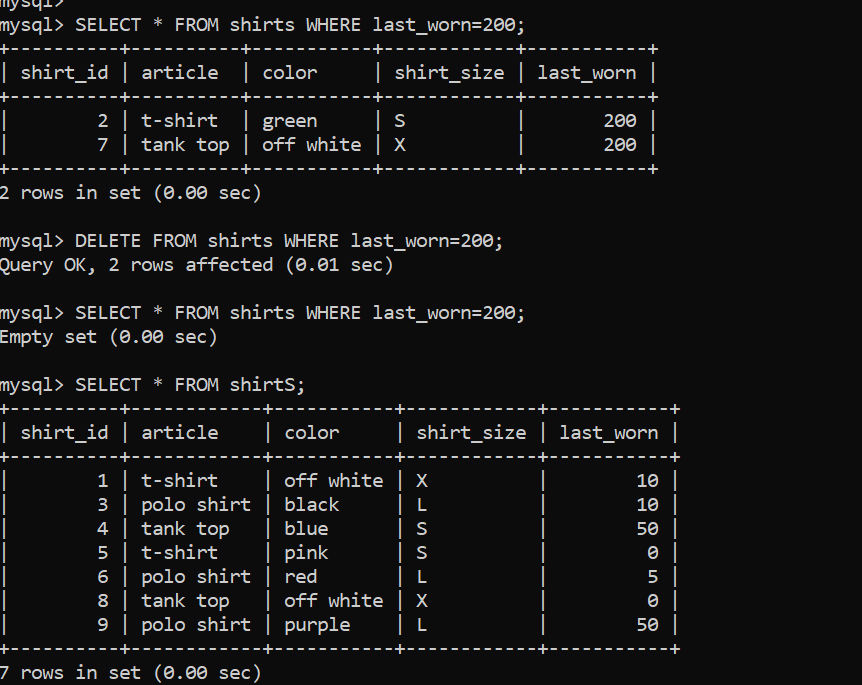 mysql>
mysql> SELECT * FROM shirts WHERE last_worn=200;
+----------+----------+-----------+------------+-----------+
| shirt_id | article  | color     | shirt_size | last_worn |
+----------+----------+-----------+------------+-----------+
|        2 | t-shirt  | green     | S          |       200 |
|        7 | tank top | off white | X          |       200 |
+----------+----------+-----------+------------+-----------+
2 rows in set (0.00 sec)

mysql> DELETE FROM shirts WHERE last_worn=200;
Query OK, 2 rows affected (0.01 sec)

mysql> SELECT * FROM shirts WHERE last_worn=200;
Empty set (0.00 sec)

mysql> SELECT * FROM shirtS;
+----------+------------+-----------+------------+-----------+
| shirt_id | article    | color     | shirt_size | last_worn |
+----------+------------+-----------+------------+-----------+
|        1 | t-shirt    | off white | X          |        10 |
|        3 | polo shirt | black     | L          |        10 |
|        4 | tank top   | blue      | S          |        50 |
|        5 | t-shirt    | pink      | S          |         0 |
|        6 | polo shirt | red       | L          |         5 |
|        8 | tank top   | off white | X          |         0 |
|        9 | polo shirt | purple    | L          |        50 |
+----------+------------+-----------+------------+-----------+
7 rows in set (0.00 sec)